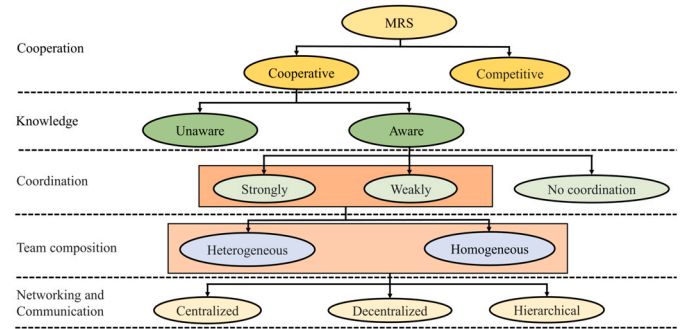 MRS
Cooperation
Cooperative
Competitive
Knowledge
Unaware
Aware
Coordination
Strongly
Weakly
No coordination
Team composition
Heterogeneous
Homogeneous
Networking and
Communication
Centralized
Decentralized
Hierarchical